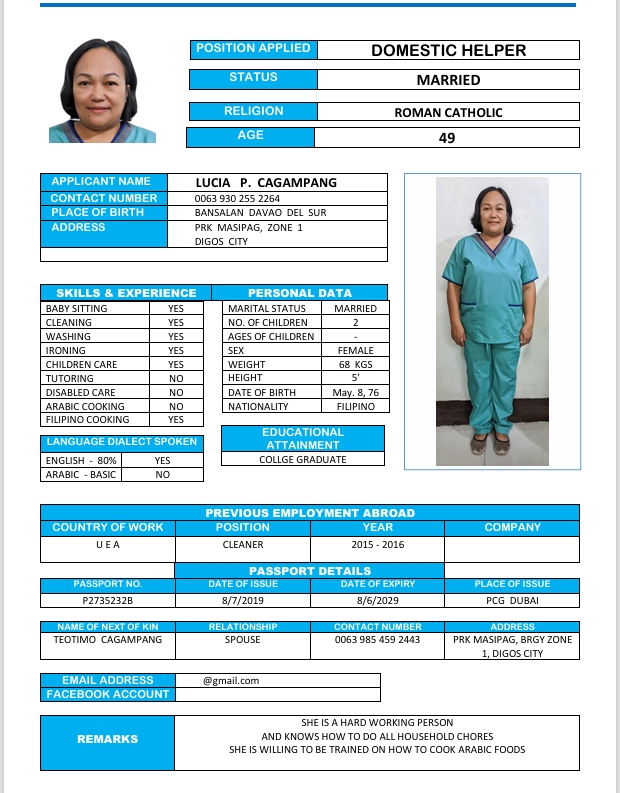 POSITION APPLIED DOMESTIC HELPER
STATUS MARRIED
RELIGION ROMAN CATHOLIC
AGE 49
APPLICANT NAME LUCIA P. CAGAMPANG
CONTACT NUMBER 0063 930 255 2264
PLACE OF BIRTH BANSALAN DAVAO DEL SUR
ADDRESS PRK MASIPAG, ZONE 1
DIGOS CITY
SKILLS & EXPERIENCE PERSONAL DATA
BABY SITTING YES MARITAL STATUS MARRIED
CLEANING YES NO. OF CHILDREN 2
WASHING YES AGES OF CHILDREN -
IRONING YES SEX FEMALE
CHILDREN CARE YES WEIGHT 68 KGS
TUTORING NO HEIGHT 5'
DISABLED CARE NO DATE OF BIRTH May. 8, 76
ARABIC COOKING NO NATIONALITY FILIPINO
FILIPINO COOKING YES
LANGUAGE DIALECT SPOKEN
ENGLISH - 80% YES
ARABIC - BASIC NO
EDUCATIONAL
ATTAINMENT
COLLGE GRADUATE
PREVIOUS EMPLOYMENT ABROAD
COUNTRY OF WORK POSITION YEAR COMPANY
U E A CLEANER 2015 - 2016
PASSPORT DETAILS
PASSPORT NO. DATE OF ISSUE DATE OF EXPIRY PLACE OF ISSUE
P2735232B 8/7/2019 8/6/2029 PCG DUBAI
NAME OF NEXT OF KIN RELATIONSHIP CONTACT NUMBER ADDRESS
TEOTIMO CAGAMPANG SPOUSE 0063 985 459 2443 PRK MASIPAG, BRGY ZONE
1, DIGOS CITY
EMAIL ADDRESS @gmail.com
FACEBOOK ACCOUNT
REMARKS
SHE IS A HARD WORKING PERSON
AND KNOWS HOW TO DO ALL HOUSEHOLD CHORES
SHE IS WILLING TO BE TRAINED ON HOW TO COOK ARABIC FOODS